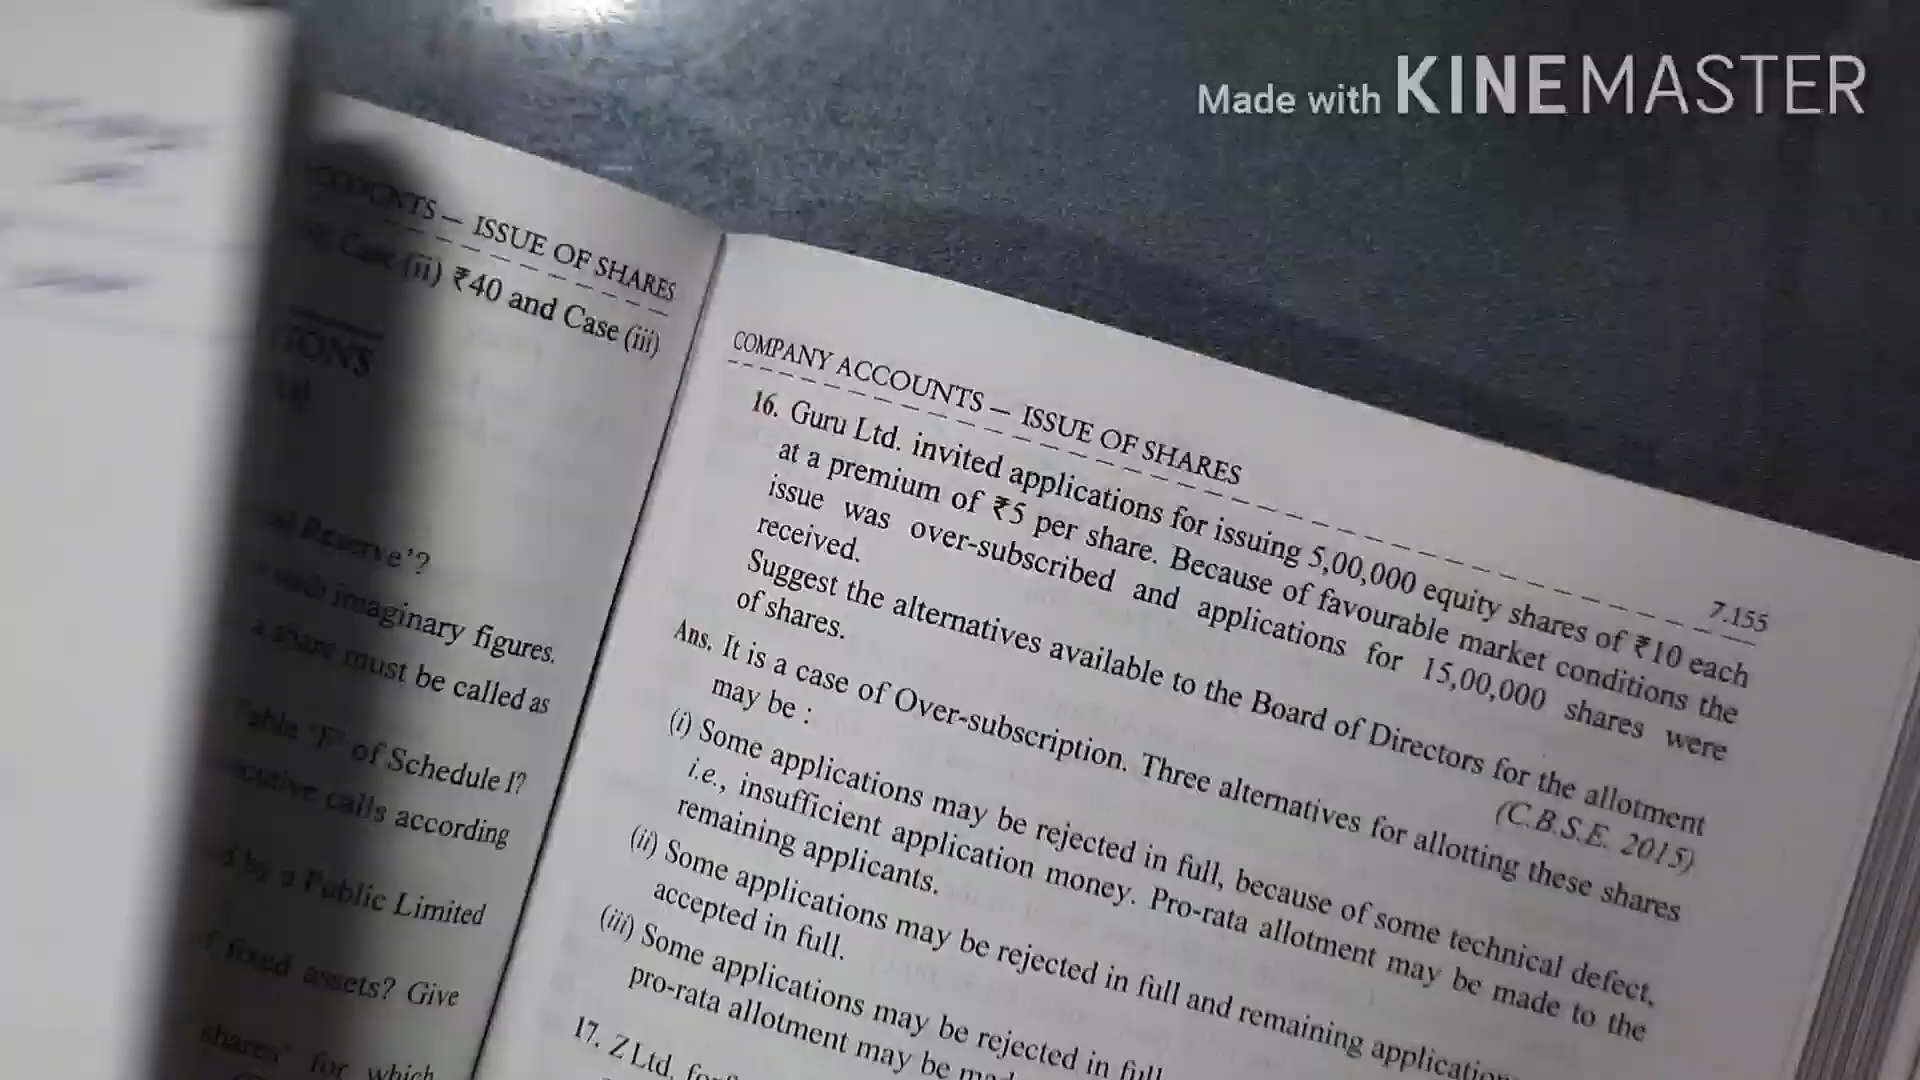 Made with KINEMASTER
ACCOUNTS – ISSUE OF SHARES
Case (ii) ₹40 and Case (iii)
Reserve'?
imaginary figures.
a share must be called as
'F' of Schedule I?
calls according
by a Public Limited
fixed assets? Give
shares" for which
COMPANY ACCOUNTS – ISSUE OF SHARES
7.155
16. Guru Ltd. invited applications for issuing 5,00,000 equity shares of ₹10 each
at a premium of ₹5 per share. Because of favourable market conditions the
issue was over-subscribed and applications for 15,00,000 shares were
received.
Suggest the alternatives available to the Board of Directors for the allotment
of shares.
(C.B.S.E. 2015)
Ans. It is a case of Over-subscription. Three alternatives for allotting these shares
may be :
(i) Some applications may be rejected in full, because of some technical defect,
i.e., insufficient application money. Pro-rata allotment may be made to the
remaining applicants.
(ii) Some applications may be rejected in full and remaining
accepted in full.
(iii) Some applications may be rejected in full
pro-rata allotment may be
17. Z Ltd.